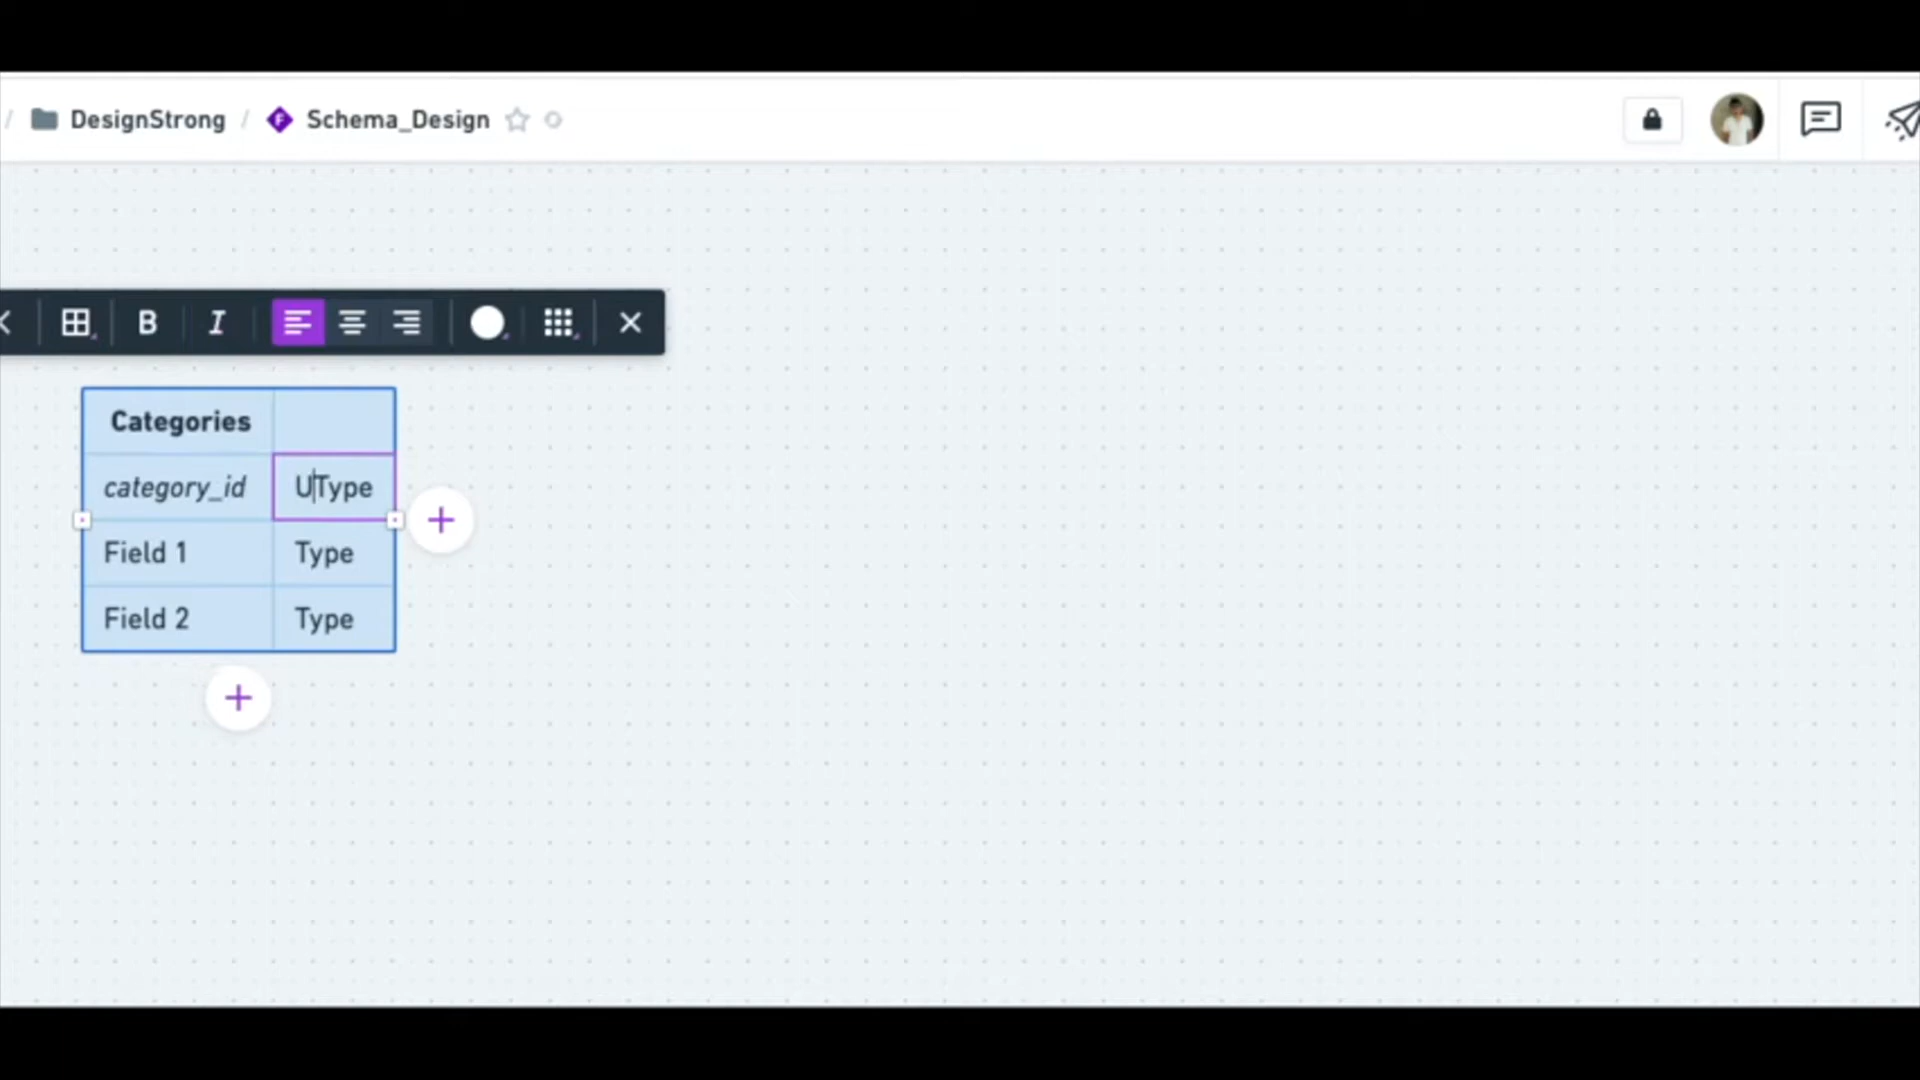 / DesignStrong / Schema_Design
B I
Categories
category_id UType
Field 1 Type
Field 2 Type